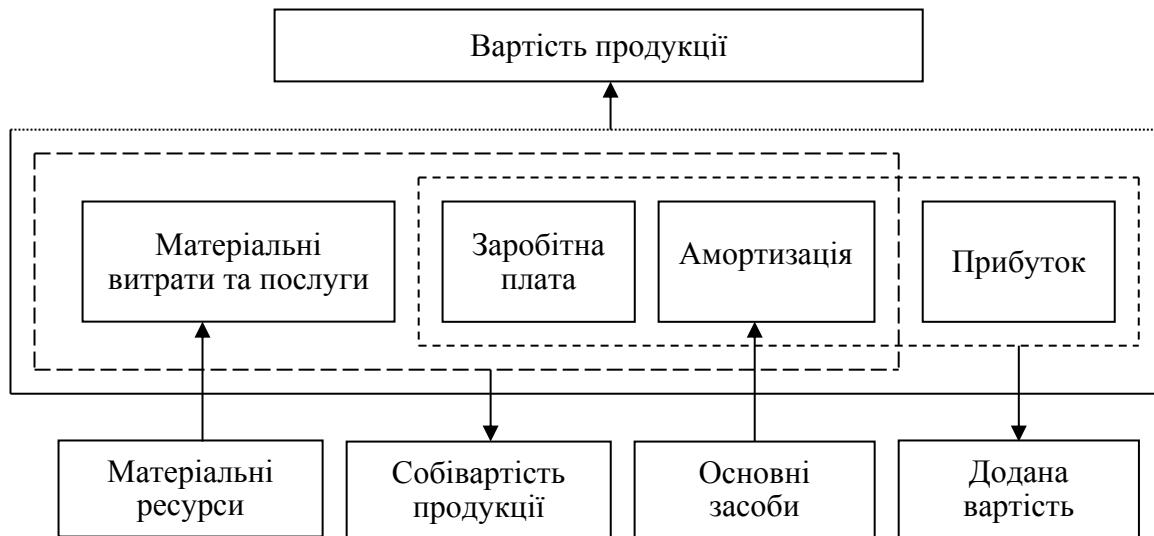 Вартість продукції
Матеріальні
витрати та послуги
Заробітна
плата
Амортизація
Прибуток
Матеріальні
ресурси
Собівартість
продукції
Основні
засоби
Додана
вартість